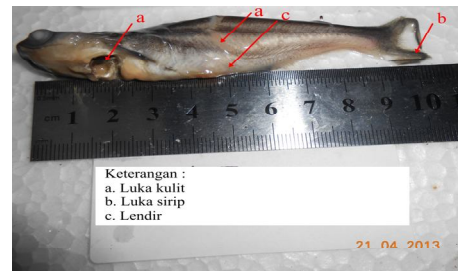 a
a
c
b
cm 1 2 3 4 5 6 7 8 9 10
Keterangan :
a. Luka kulit
b. Luka sirip
c. Lendir
21 04 2013